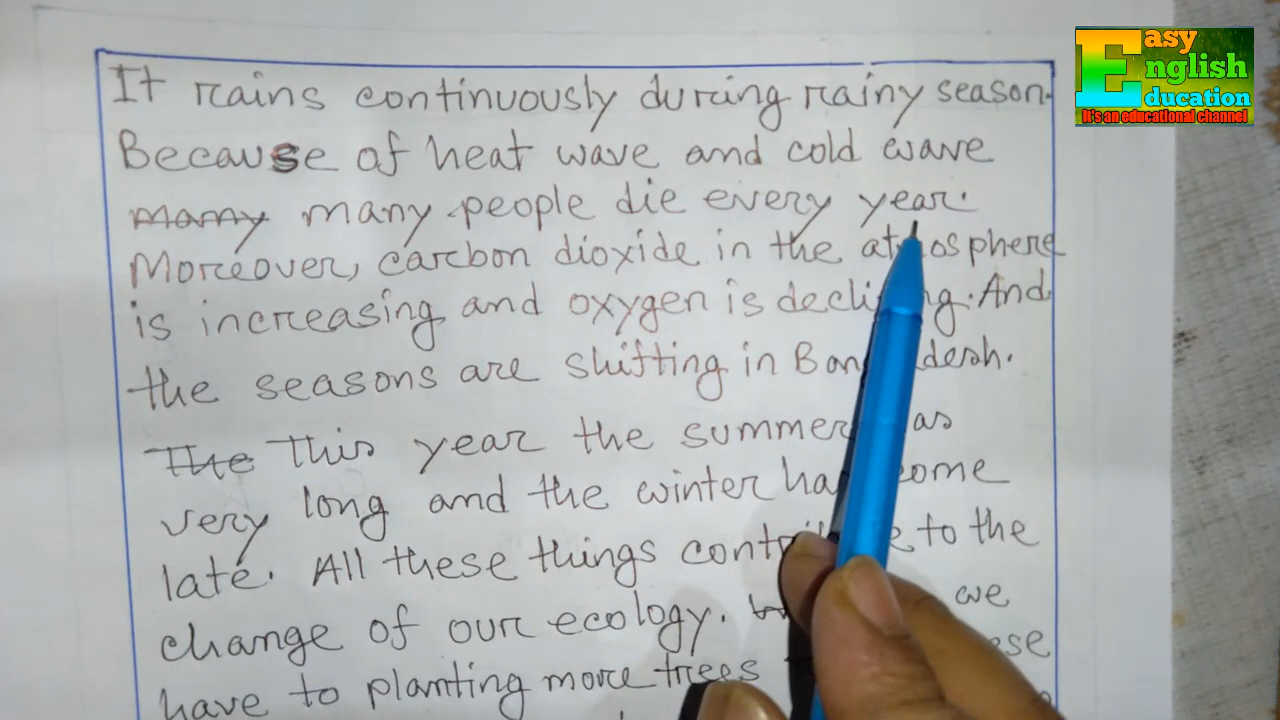 It rains continuously during rainy season.
Because of heat wave and cold wave
many many people die every year.
Moreover, carbon dioxide in the atmosphere
is increasing and oxygen is declining. And
the seasons are shifting in Bangladesh.
The This year the summer as
very long and the winter ha come
late. All these things contribute to the
change of our ecology. we
have to planting more trees
Easy
English
Education
It's an educational channel